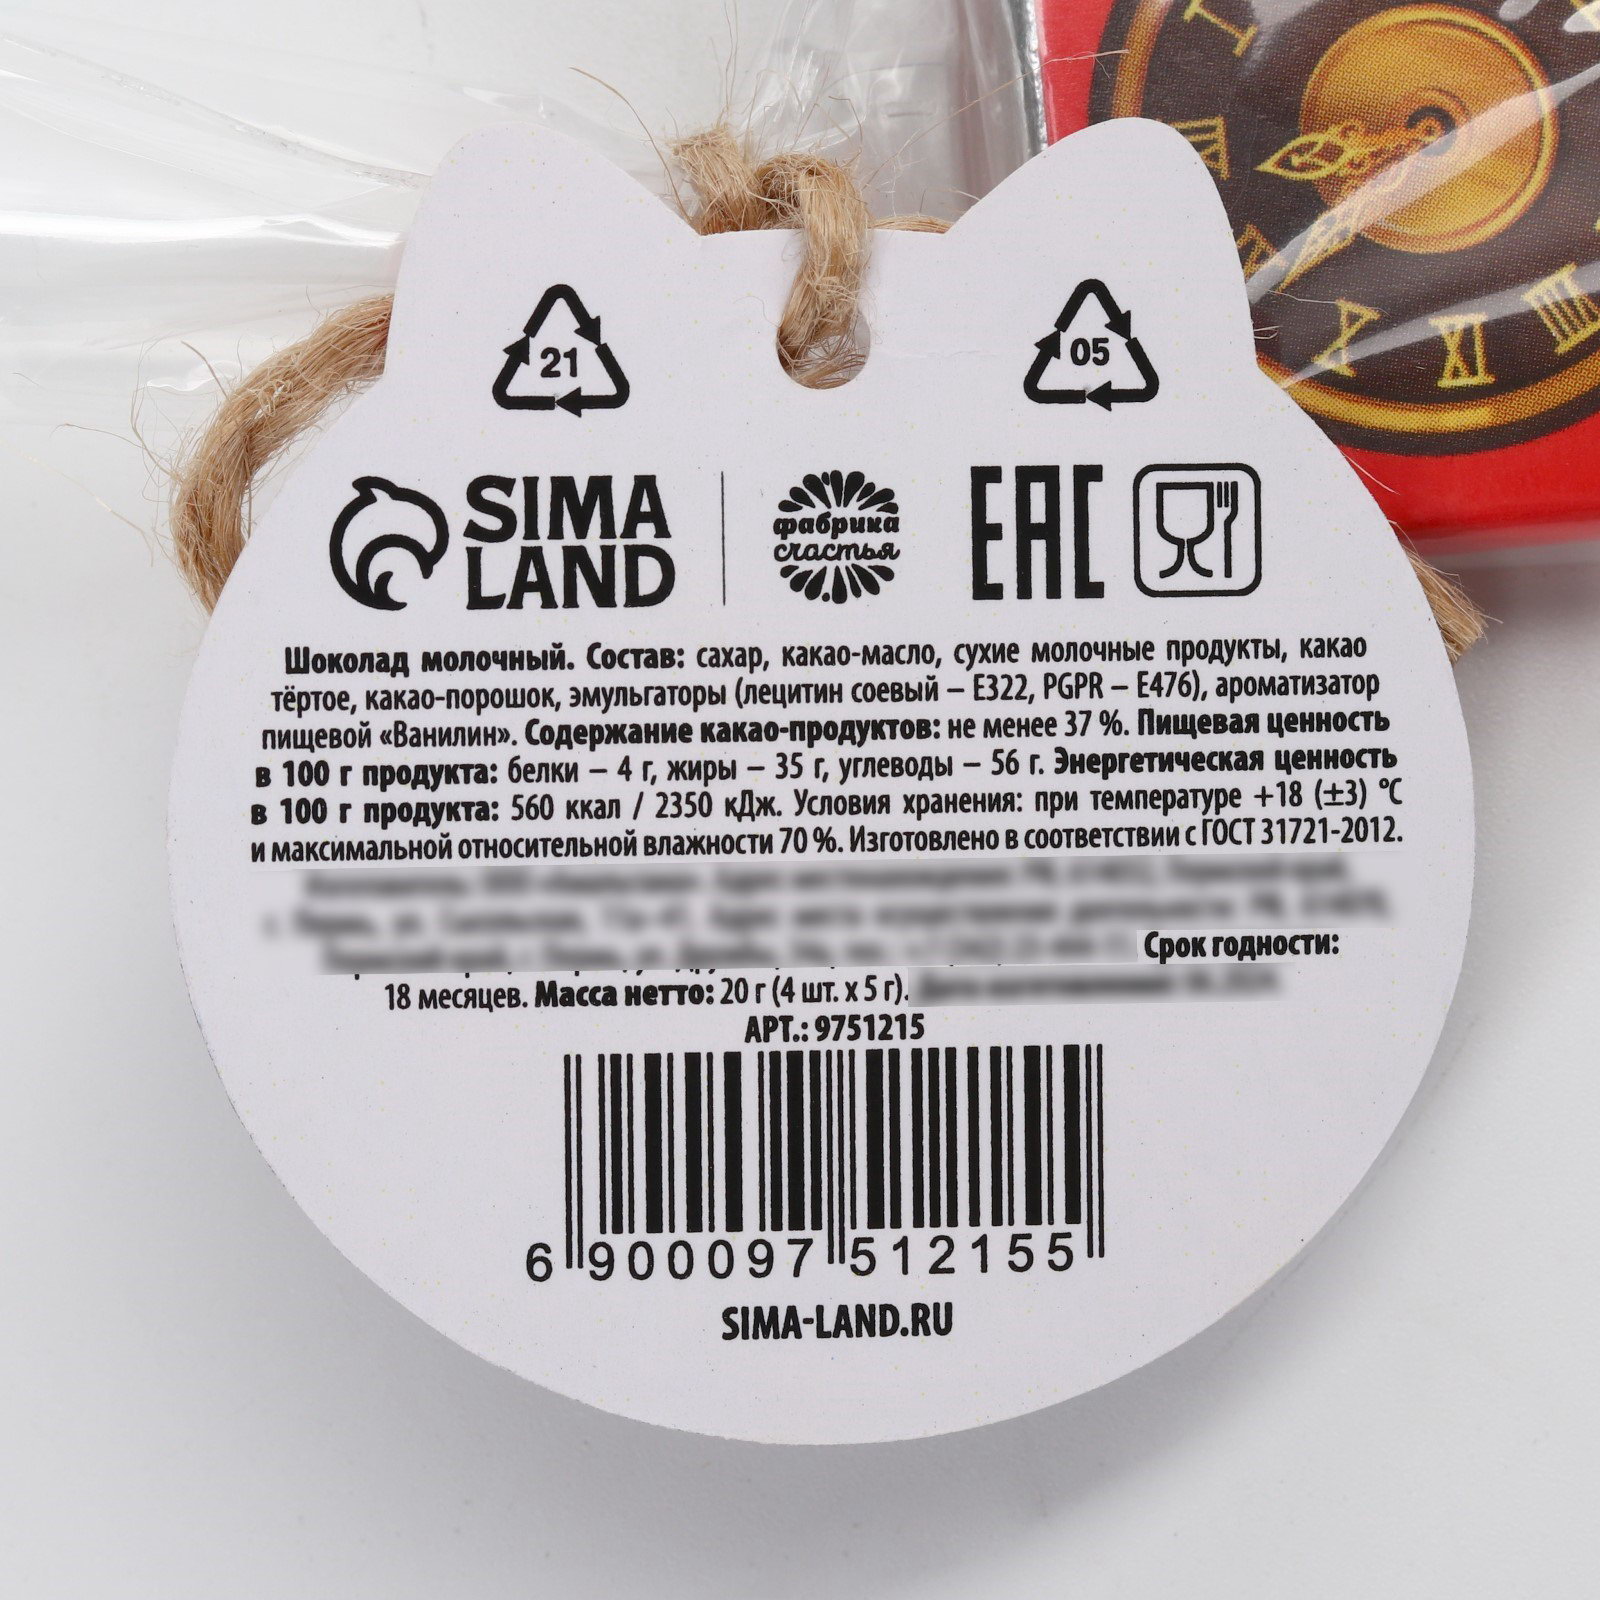 21
05
SIMA
LAND
фабрика
счастья
EAC
Шоколад молочный. Состав: сахар, какао-масло, сухие молочные продукты, какао
тёртое, какао-порошок, эмульгаторы (лецитин соевый – Е322, PGPR – Е476), ароматизатор
пищевой «Ванилин». Содержание какао-продуктов: не менее 37 %. Пищевая ценность
в 100 г продукта: белки – 4 г, жиры – 35 г, углеводы – 56 г. Энергетическая ценность
в 100 г продукта: 560 ккал / 2350 кДж. Условия хранения: при температуре +18 (±3) °С
и максимальной относительной влажности 70 %. Изготовлено в соответствии с ГОСТ 31721-2012.
Срок годности:
18 месяцев. Масса нетто: 20 г (4 шт. х 5 г).
АРТ.: 9751215
6 900097 512155
SIMA-LAND.RU